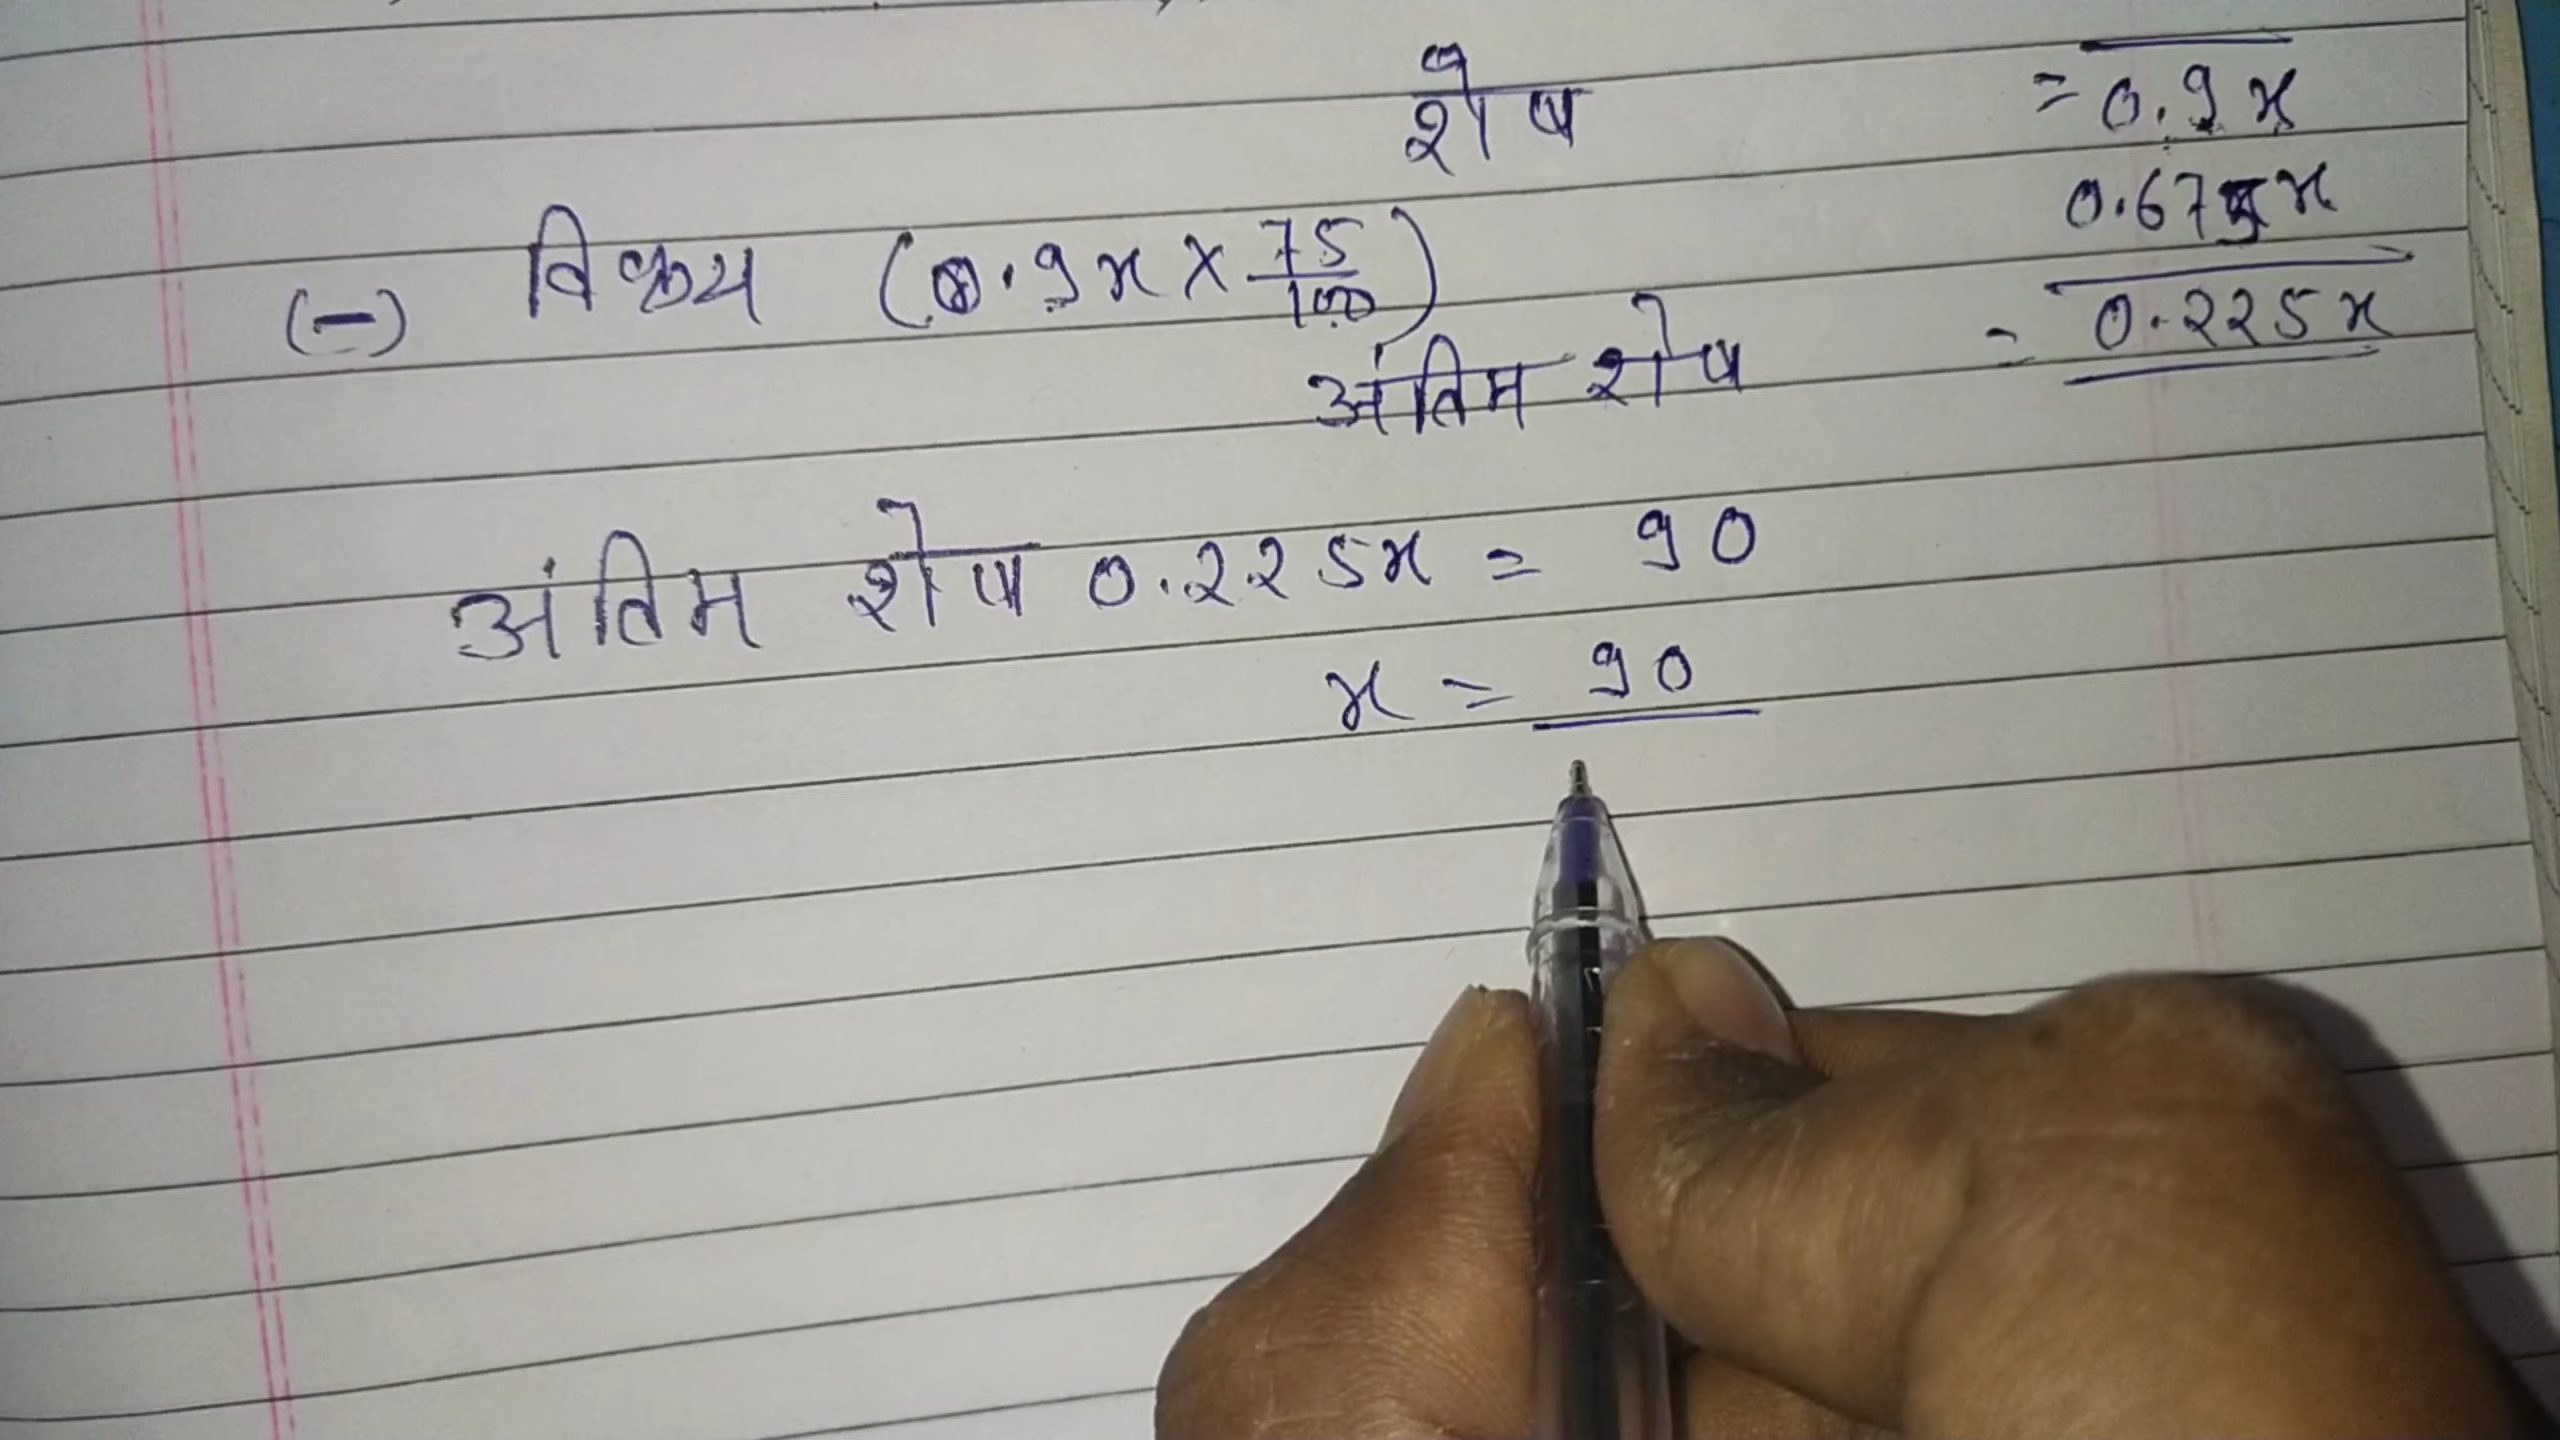 शेष = 0.9x
(-) विक्रय (0.9x × 75/100) 0.675x
अंतिम शेष = 0.225x
अंतिम शेष 0.225x = 90
x = 90